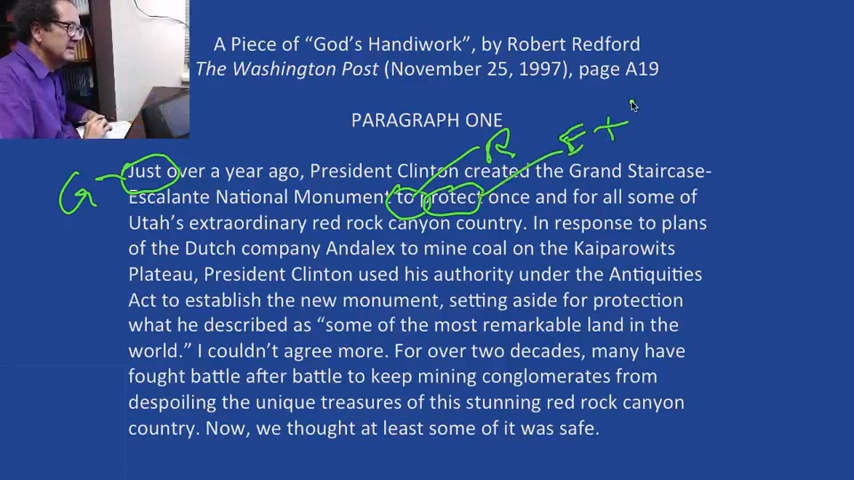 A Piece of “God’s Handiwork”, by Robert Redford
The Washington Post (November 25, 1997), page A19
PARAGRAPH ONE
R
E+
G
Just over a year ago, President Clinton created the Grand Staircase-
Escalante National Monument to protect once and for all some of
Utah’s extraordinary red rock canyon country. In response to plans
of the Dutch company Andalex to mine coal on the Kaiparowits
Plateau, President Clinton used his authority under the Antiquities
Act to establish the new monument, setting aside for protection
what he described as “some of the most remarkable land in the
world.” I couldn’t agree more. For over two decades, many have
fought battle after battle to keep mining conglomerates from
despoiling the unique treasures of this stunning red rock canyon
country. Now, we thought at least some of it was safe.